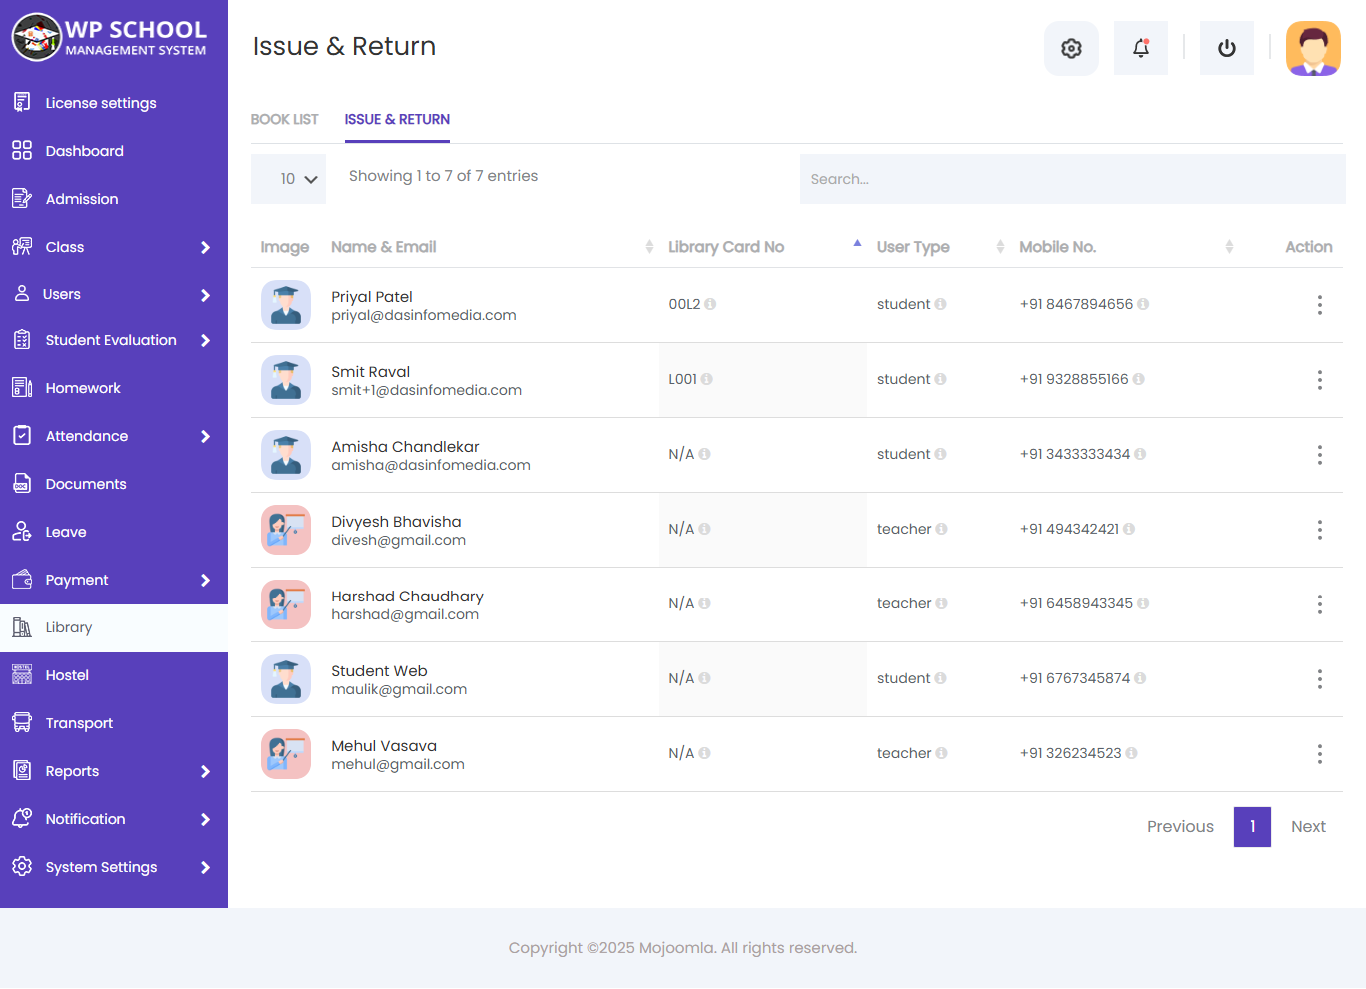 WP SCHOOL
MANAGEMENT SYSTEM
License settings
Dashboard
Admission
Class
Users
Student Evaluation
Homework
Attendance
Documents
Leave
Payment
Library
Hostel
Transport
Reports
Notification
System Settings
Issue & Return
BOOK LIST ISSUE & RETURN
10 Showing 1 to 7 of 7 entries Search...
Image Name & Email Library Card No User Type Mobile No. Action
Priyal Patel
priyal@dasinfomedia.com
00L2 student +91 8467894656
Smit Raval
smit+1@dasinfomedia.com
L001 student +91 9328855166
Amisha Chandlekar
amisha@dasinfomedia.com
N/A student +91 3433333434
Divyesh Bhavisha
divesh@gmail.com
N/A teacher +91 494342421
Harshad Chaudhary
harshad@gmail.com
N/A teacher +91 6458943345
Student Web
maulik@gmail.com
N/A student +91 6767345874
Mehul Vasava
mehul@gmail.com
N/A teacher +91 326234523
Previous 1 Next
Copyright ©2025 Mojoomla. All rights reserved.